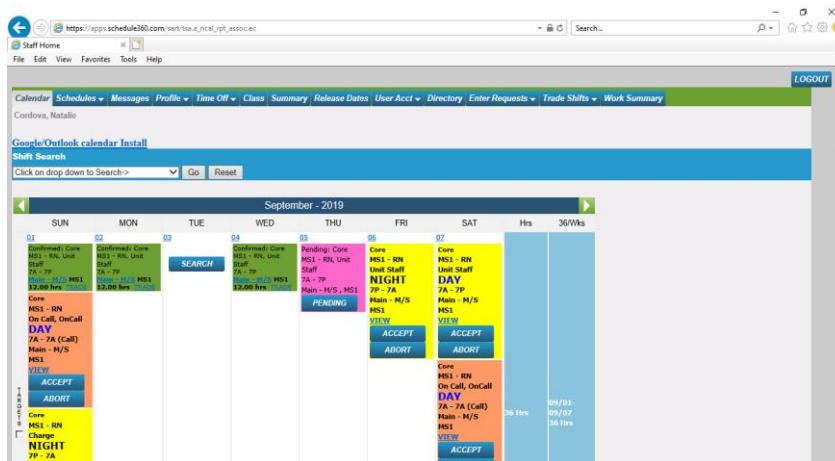 https://apps.schedule360.com/sart/tsa.a_ncal_rpt_assoc.ec
Search...
Staff Home
File Edit View Favorites Tools Help
LOGOUT
Calendar Schedules Messages Profile Time Off Class Summary Release Dates User Acct Directory Enter Requests Trade Shifts Work Summary
Cordova, Natalie
Google/Outlook calendar Install
Shift Search
Click on drop down to Search-> Go Reset
September - 2019
SUN MON TUE WED THU FRI SAT Hrs 36/Wks
01
Confirmed: Core
MS1 - RN, Unit
Staff
7A - 7P
Main - M/S MS1
12.00 hrs TRADE
Core
MS1 - RN
On Call, OnCall
DAY
7A - 7A (Call)
Main - M/S
MS1
VIEW
ACCEPT
ABORT
TARGETS
Core
MS1 - RN
Charge
NIGHT
7P - 7A
02
Confirmed: Core
MS1 - RN, Unit
Staff
7A - 7P
Main - M/S MS1
12.00 hrs TRADE
03
SEARCH
04
Confirmed: Core
MS1 - RN, Unit
Staff
7A - 7P
Main - M/S MS1
12.00 hrs TRADE
05
Pending: Core
MS1 - RN, Unit
Staff
7A - 7P
Main - M/S , MS1
PENDING
06
Core
MS1 - RN
Unit Staff
NIGHT
7P - 7A
Main - M/S
MS1
VIEW
ACCEPT
ABORT
07
Core
MS1 - RN
Unit Staff
DAY
7A - 7P
Main - M/S
MS1
VIEW
ACCEPT
ABORT
Core
MS1 - RN
On Call, OnCall
DAY
7A - 7A (Call)
Main - M/S
MS1
VIEW
ACCEPT
36 Hrs
09/01-
09/07
36 Hrs